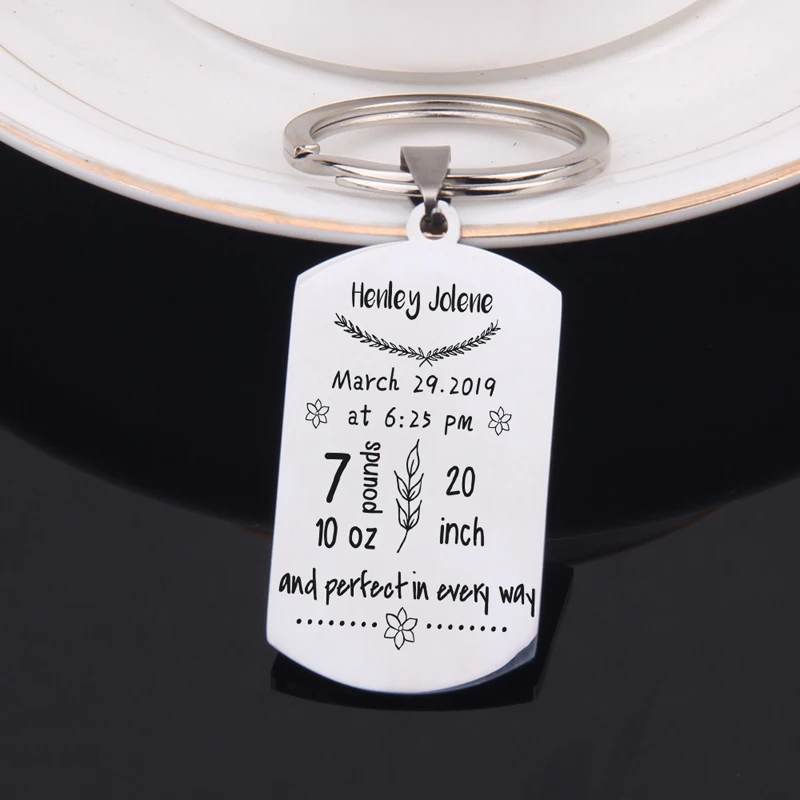 Henley Jolene
March 29.2019
at 6:25 pm
7 pounds 20
10 oz inch
and perfect in every way